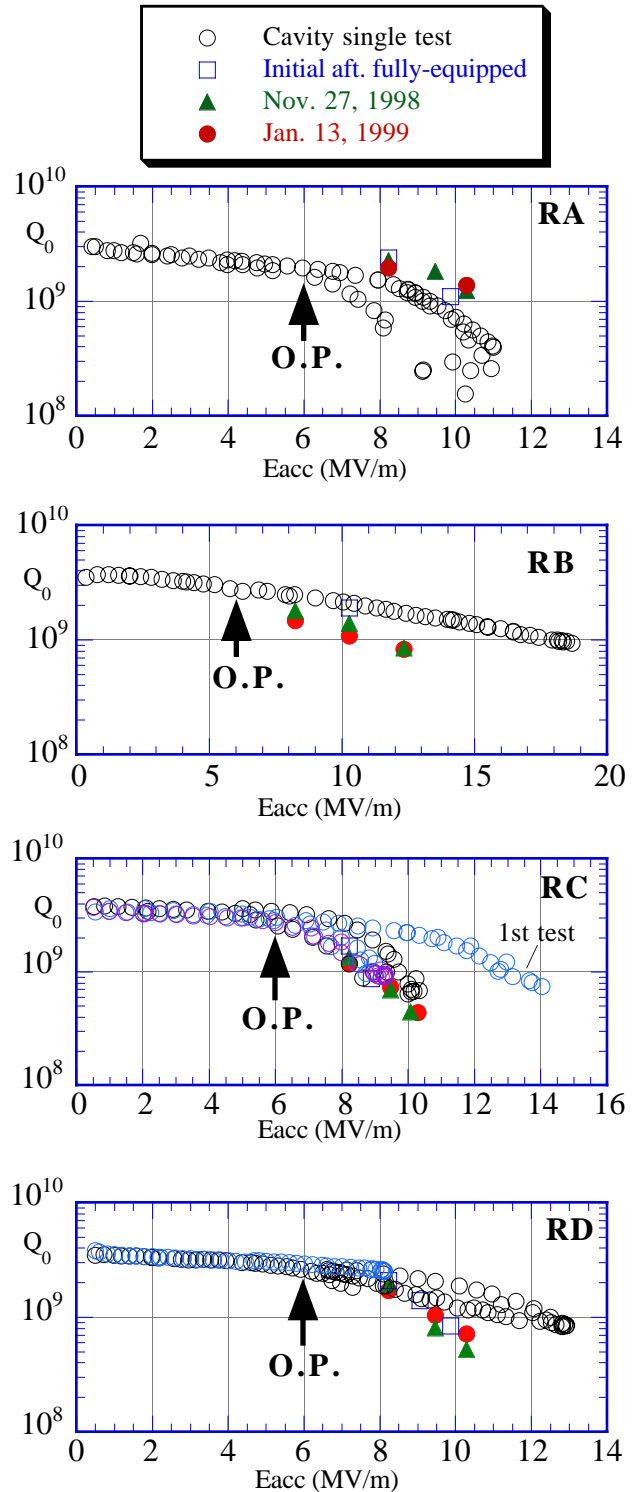 Cavity single test
Initial aft. fully-equipped
Nov. 27, 1998
Jan. 13, 1999
10^10
RA
Q_0
10^9
O.P.
10^8
0 2 4 6 8 10 12 14
Eacc (MV/m)
10^10
RB
Q_0
10^9
O.P.
10^8
0 5 10 15 20
Eacc (MV/m)
10^10
RC
Q_0
1st test
10^9
O.P.
10^8
0 2 4 6 8 10 12 14 16
Eacc (MV/m)
10^10
RD
Q_0
10^9
O.P.
10^8
0 2 4 6 8 10 12 14
Eacc (MV/m)